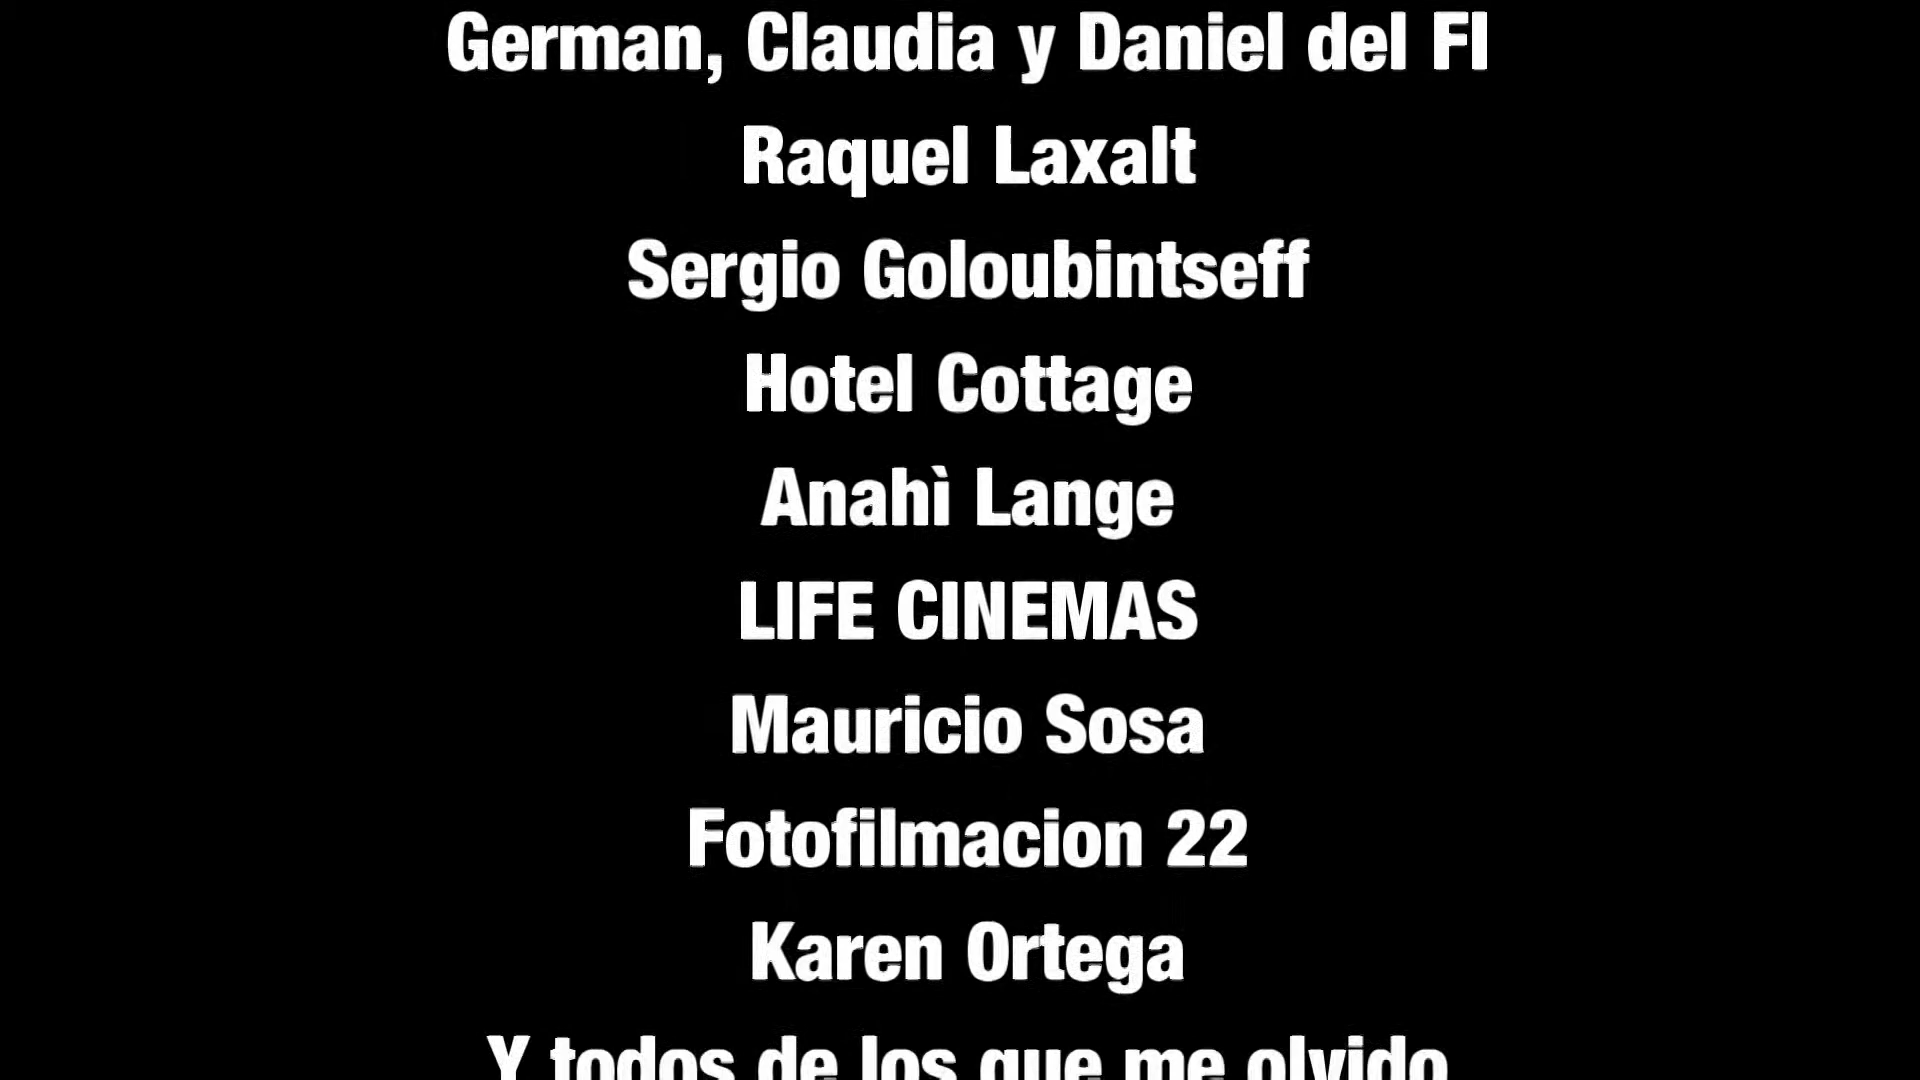 German, Claudia y Daniel del FI
Raquel Laxalt
Sergio Goloubintseff
Hotel Cottage
Anahì Lange
LIFE CINEMAS
Mauricio Sosa
Fotofilmacion 22
Karen Ortega
Y todos de los que me olvido